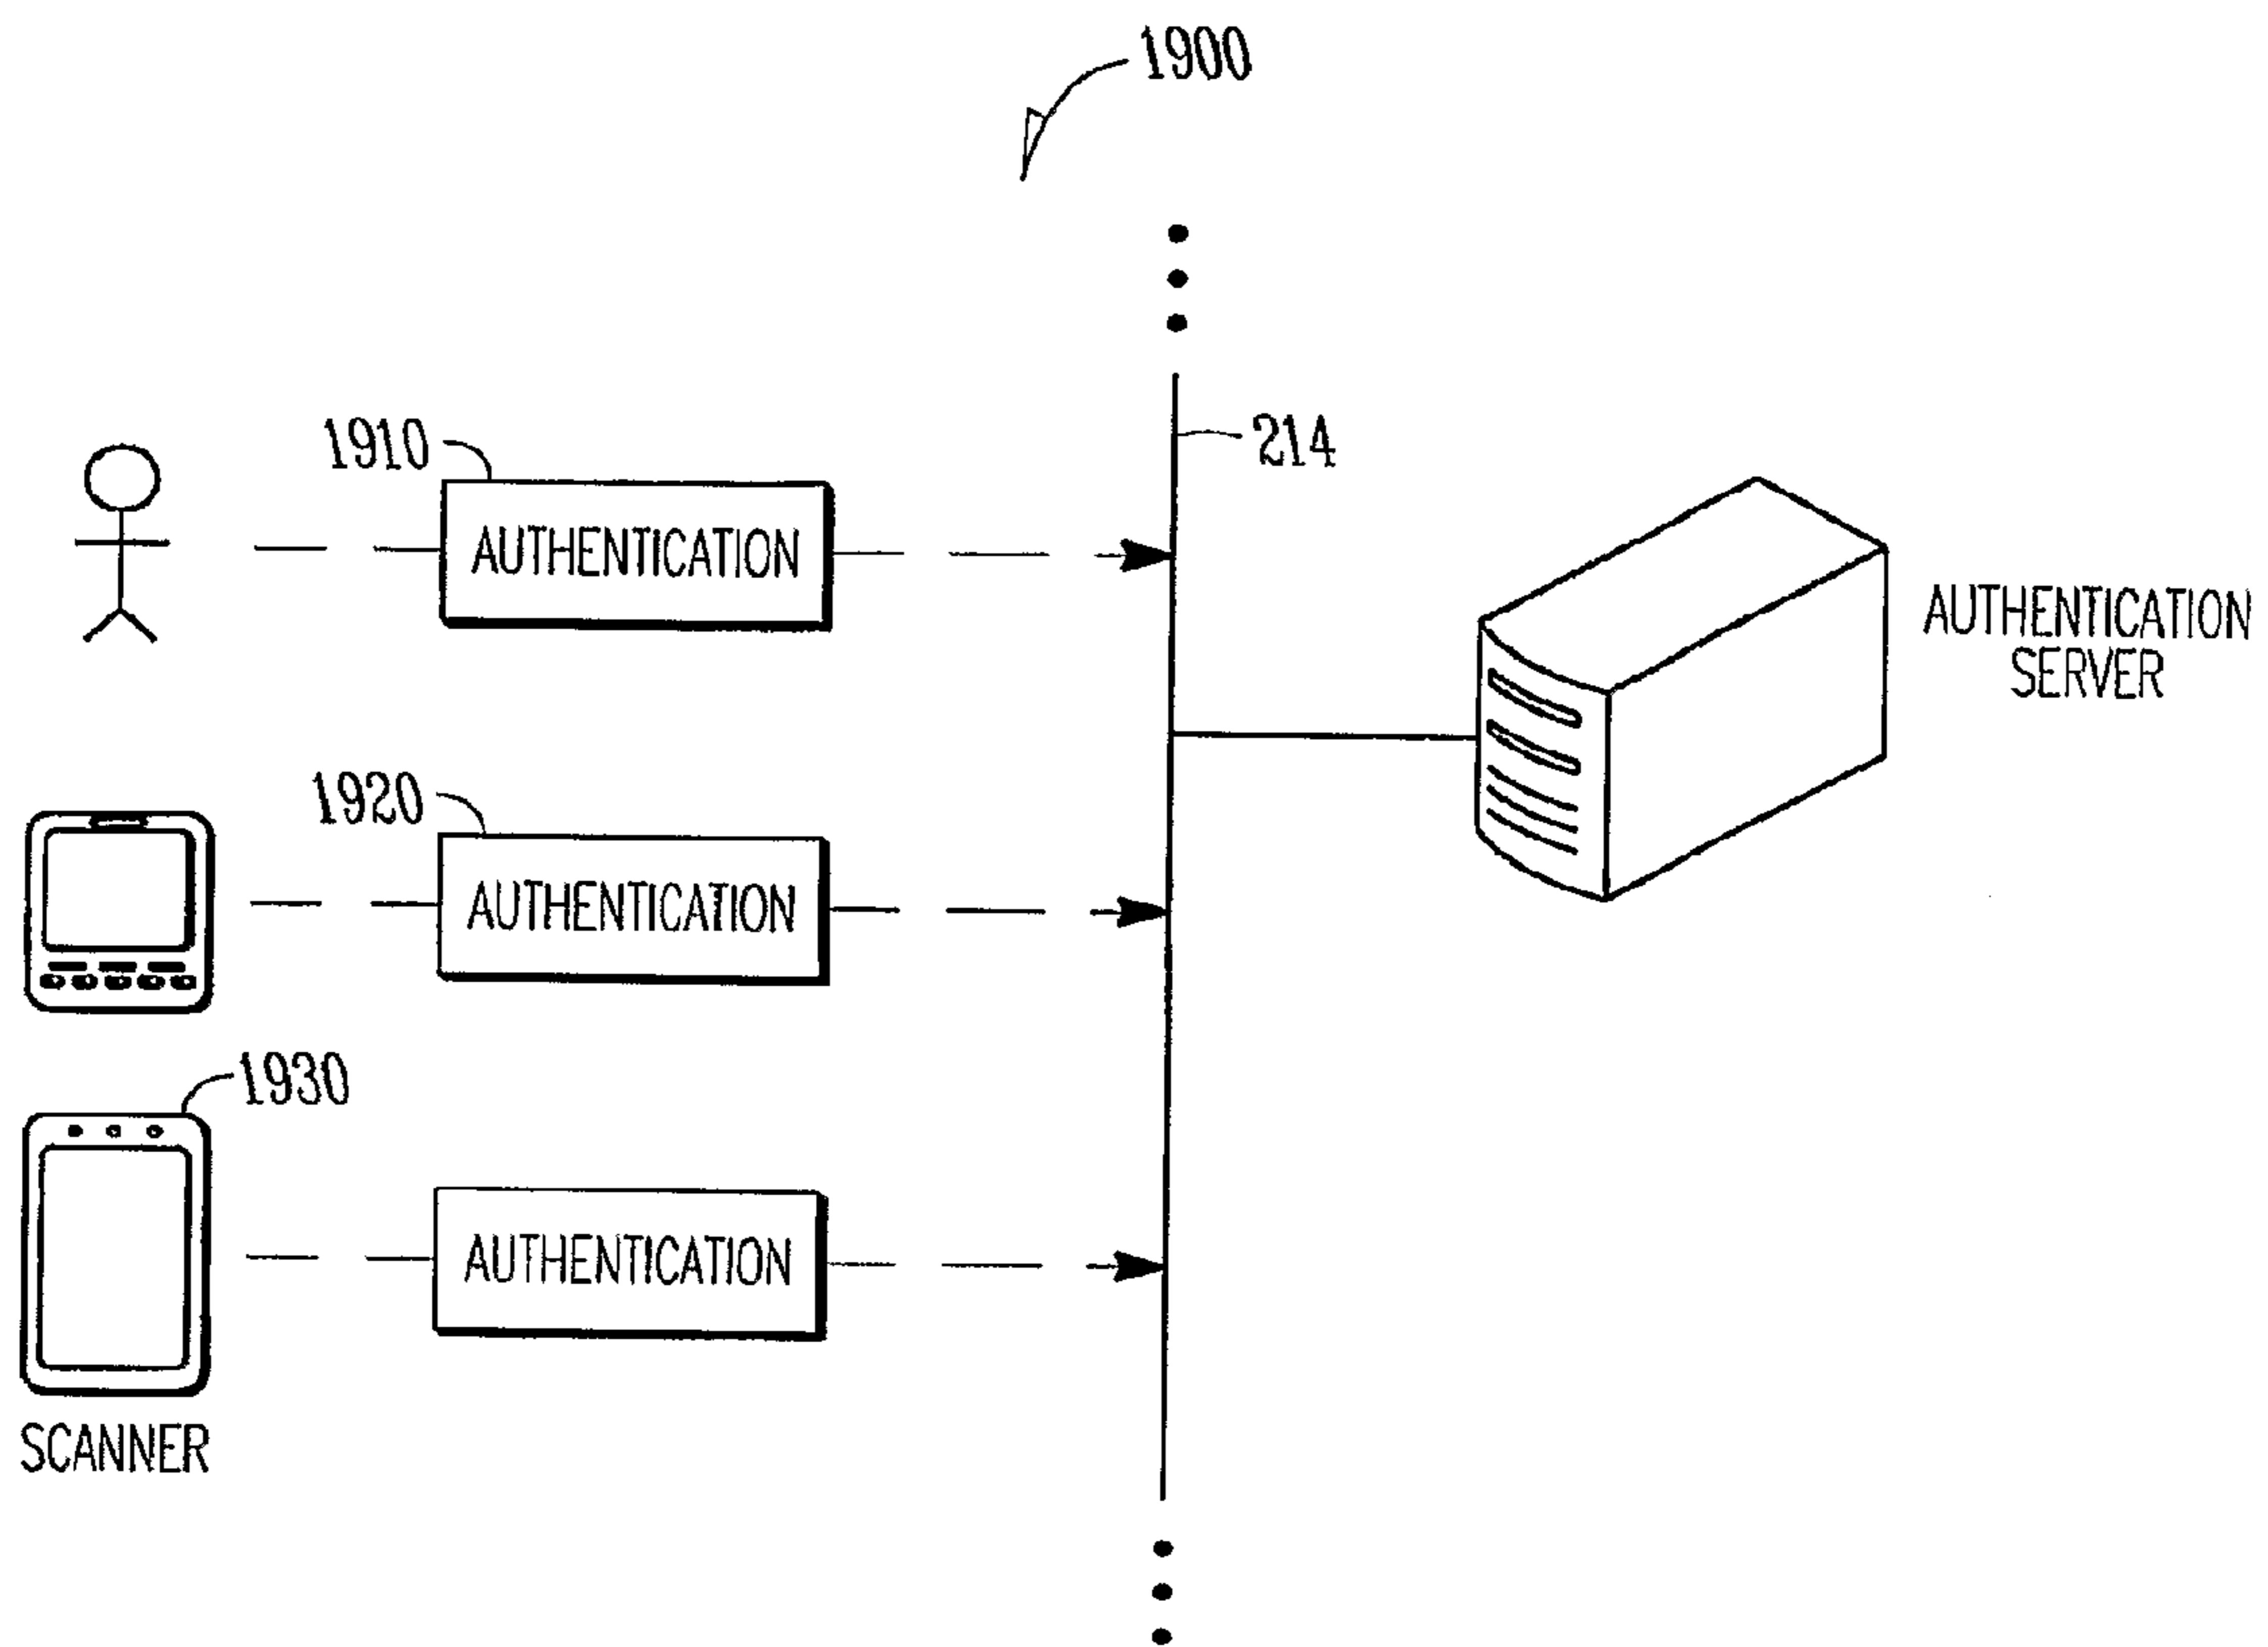 1900
214
1910
AUTHENTICATION
AUTHENTICATION
SERVER
1920
AUTHENTICATION
1930
AUTHENTICATION
SCANNER